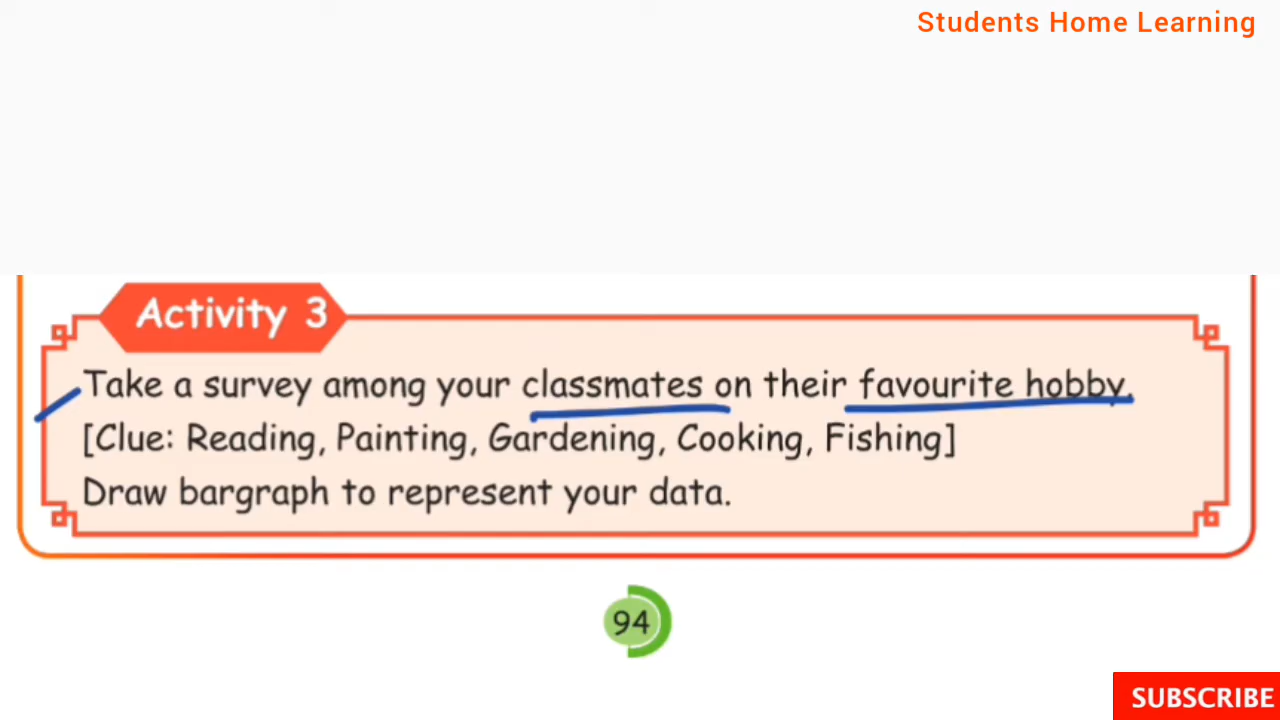 Students Home Learning
Activity 3
Take a survey among your classmates on their favourite hobby.
[Clue: Reading, Painting, Gardening, Cooking, Fishing]
Draw bargraph to represent your data.
94
SUBSCRIBE